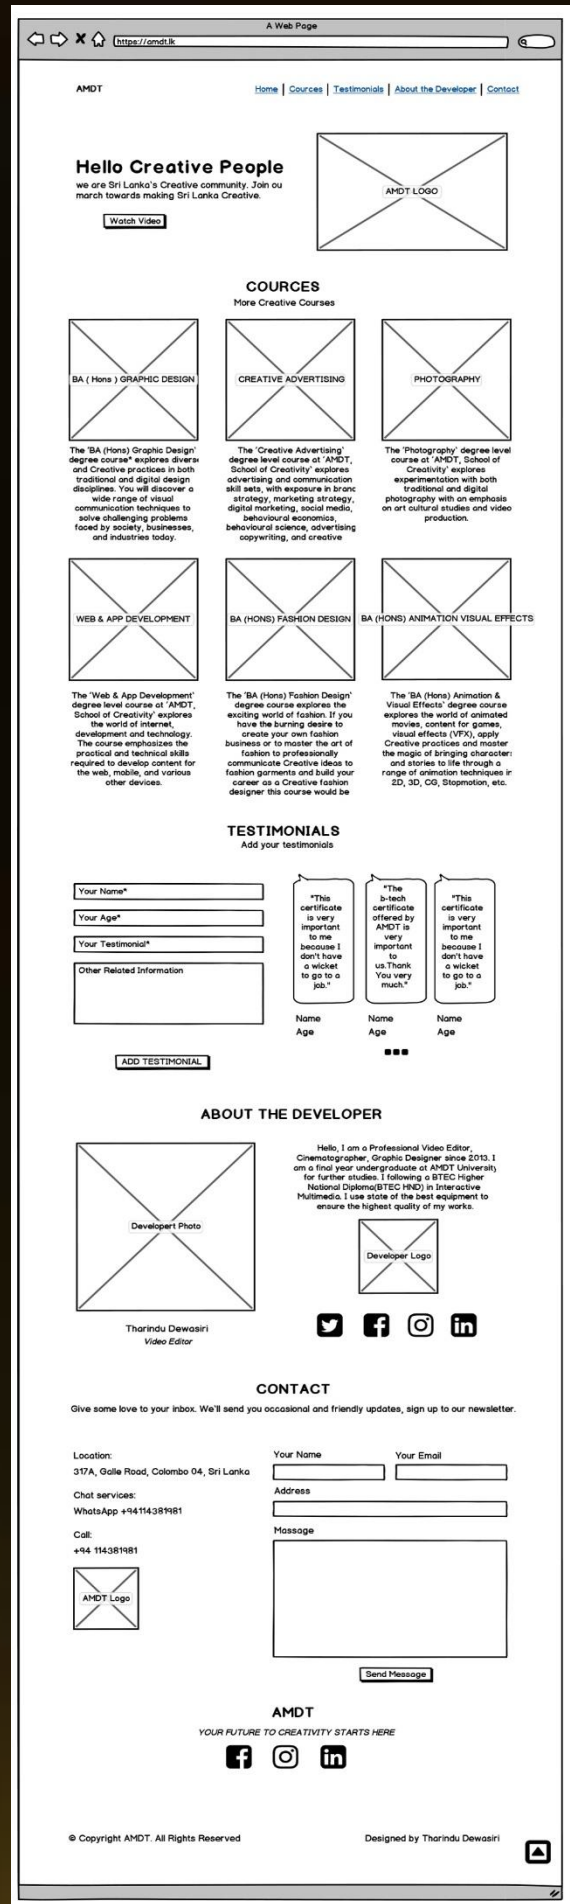 A Web Page
https://amdt.lk
AMDT
Home | Cources | Testimonials | About the Developer | Contact
Hello Creative People
we are Sri Lanka's Creative community. Join ou
march towards making Sri Lanka Creative.
Watch Video
AMDT LOGO
COURCES
More Creative Courses
BA ( Hons ) GRAPHIC DESIGN
CREATIVE ADVERTISING
PHOTOGRAPHY
The 'BA (Hons) Graphic Design'
degree course* explores diverse
and Creative practices in both
traditional and digital design
disciplines. You will discover a
wide range of visual
communication techniques to
solve challenging problems
faced by society, businesses,
and industries today.
The 'Creative Advertising'
degree level course at 'AMDT,
School of Creativity' explores
advertising and communication
skill sets, with exposure in branc
strategy, marketing strategy,
digital marketing, social media,
behavioural economics,
behavioural science, advertising
copywriting, and creative
The 'Photography' degree level
course at 'AMDT, School of
Creativity' explores
experimentation with both
traditional and digital
photography with an emphasis
on art cultural studies and video
production.
WEB & APP DEVELOPMENT
BA (HONS) FASHION DESIGN
BA (HONS) ANIMATION VISUAL EFFECTS
The 'Web & App Development'
degree level course at 'AMDT,
School of Creativity' explores
the world of internet,
development and technology.
The course emphasizes the
practical and technical skills
required to develop content for
the web, mobile, and various
other devices.
The 'BA (Hons) Fashion Design'
degree course explores the
exciting world of fashion. If you
have the burning desire to
create your own fashion
business or to master the art of
fashion to professionally
communicate Creative ideas to
fashion garments and build your
career as a Creative fashion
designer this course would be
The 'BA (Hons) Animation &
Visual Effects' degree course
explores the world of animated
movies, content for games,
visual effects (VFX), apply
Creative practices and master
the magic of bringing characters
and stories to life through a
range of animation techniques in
2D, 3D, CG, Stopmotion, etc.
TESTIMONIALS
Add your testimonials
Your Name*
Your Age*
Your Testimonial*
Other Related Information
ADD TESTIMONIAL
"This
certificate
is very
important
to me
because I
don't have
a wicket
to go to a
job."
Name
Age
"The
b-tech
certificate
offered by
AMDT is
very
important
to
us.Thank
You very
much."
Name
Age
"This
certificate
is very
important
to me
because I
don't have
a wicket
to go to a
job."
Name
Age
ABOUT THE DEVELOPER
Developert Photo
Tharindu Dewasiri
Video Editor
Hello, I am a Professional Video Editor,
Cinematographer, Graphic Designer since 2013. I
am a final year undergraduate at AMDT University
for further studies. I following a BTEC Higher
National Diploma(BTEC HND) in Interactive
Multimedia. I use state of the best equipment to
ensure the highest quality of my works.
Developer Logo
CONTACT
Give some love to your inbox. We'll send you occasional and friendly updates, sign up to our newsletter.
Location:
317A, Galle Road, Colombo 04, Sri Lanka
Chat services:
WhatsApp +94114381981
Call:
+94 114381981
AMDT Logo
Your Name
Your Email
Address
Massage
Send Message
AMDT
YOUR FUTURE TO CREATIVITY STARTS HERE
© Copyright AMDT. All Rights Reserved
Designed by Tharindu Dewasiri